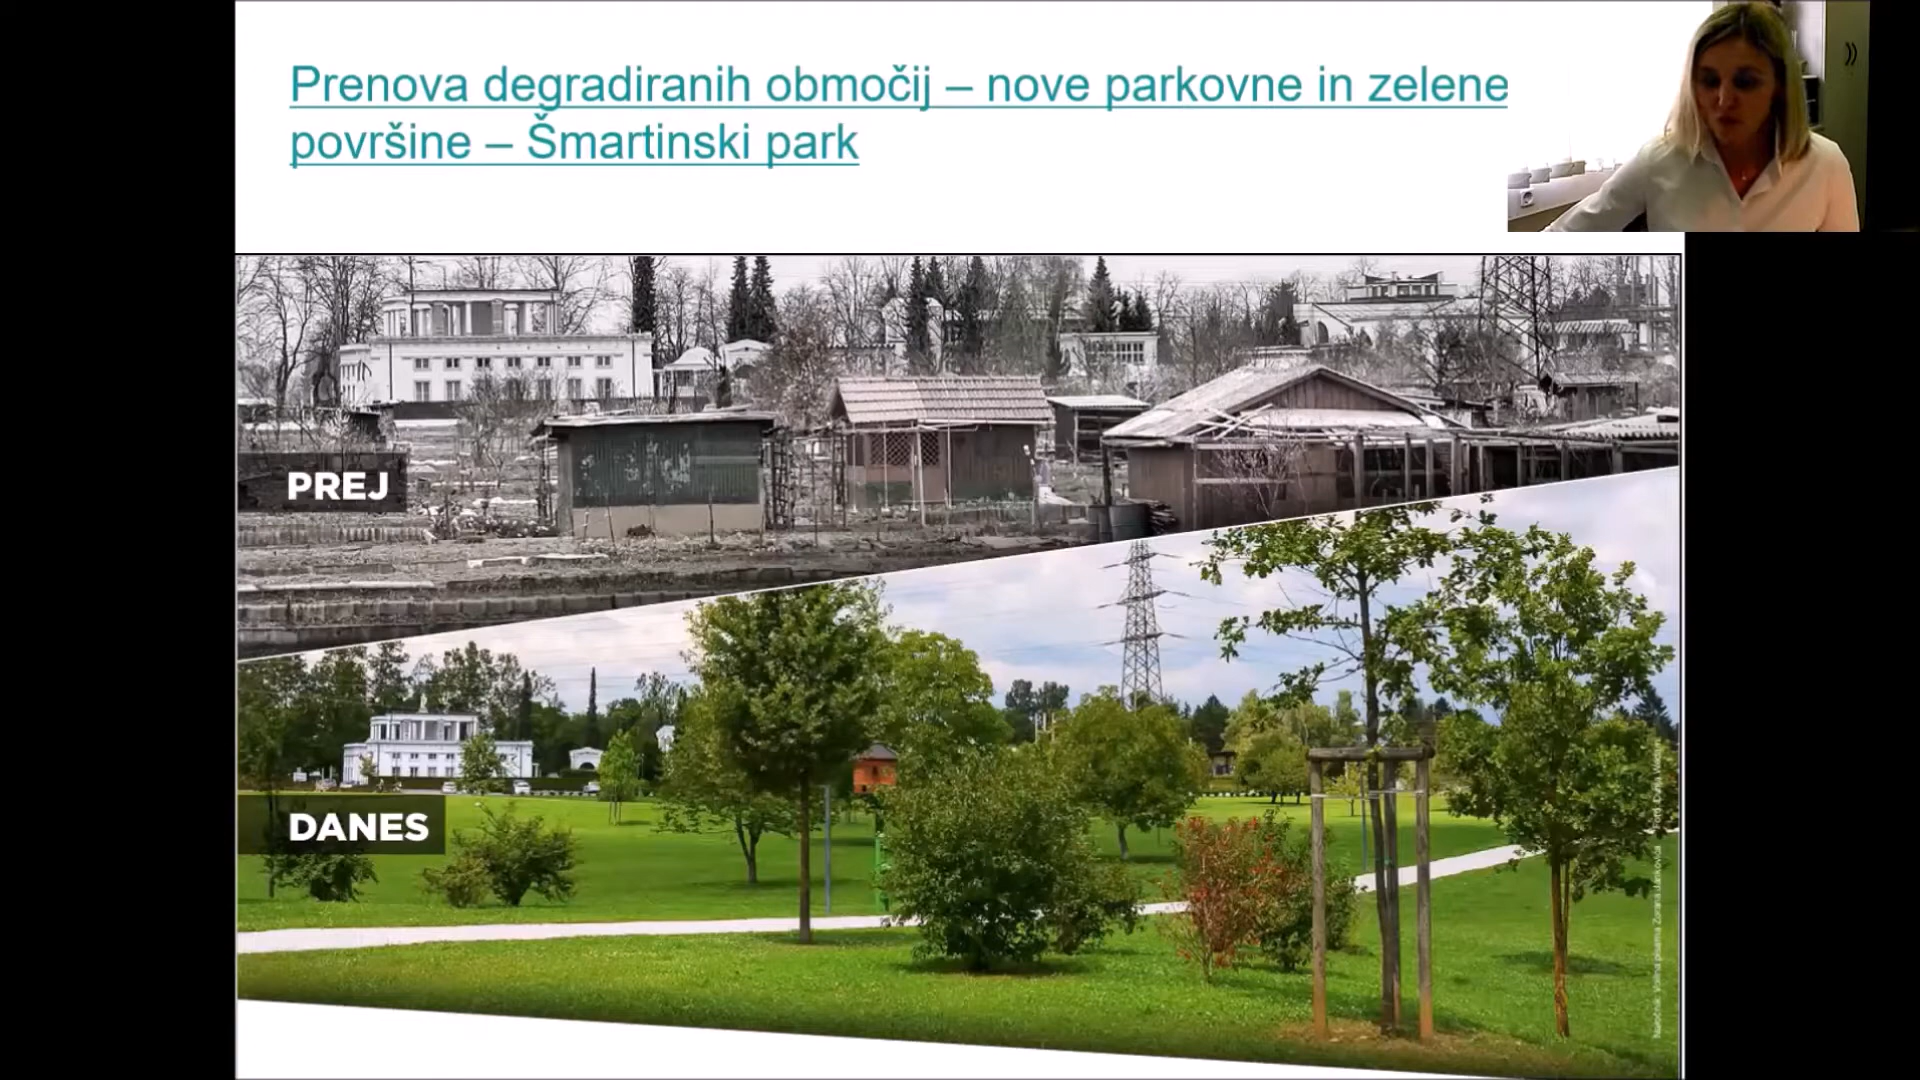 Prenova degradiranih območij – nove parkovne in zelene
površine – Šmartinski park
PREJ
DANES